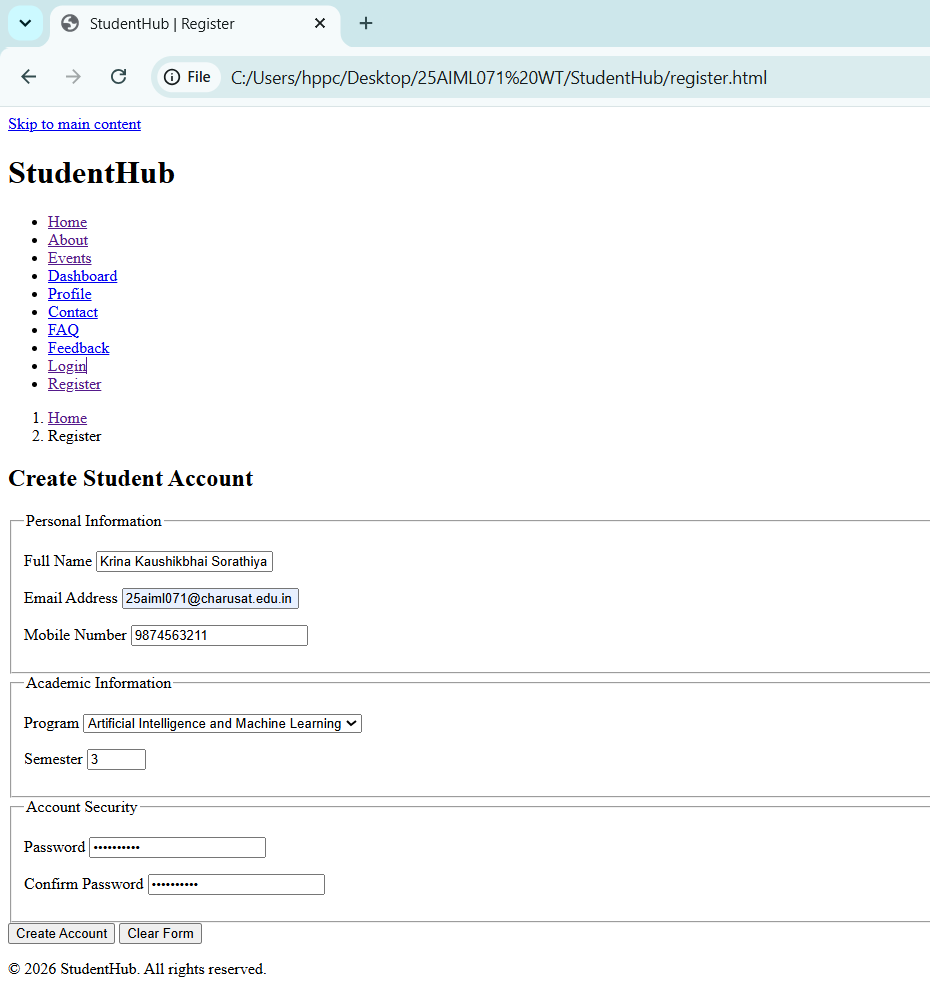 StudentHub | Register
File C:/Users/hppc/Desktop/25AIML071%20WT/StudentHub/register.html
Skip to main content
StudentHub
Home
About
Events
Dashboard
Profile
Contact
FAQ
Feedback
Login
Register
1. Home
2. Register
Create Student Account
Personal Information
Full Name Krina Kaushikbhai Sorathiya
Email Address 25aiml071@charusat.edu.in
Mobile Number 9874563211
Academic Information
Program Artificial Intelligence and Machine Learning
Semester 3
Account Security
Password ••••••••••
Confirm Password ••••••••••
Create Account Clear Form
© 2026 StudentHub. All rights reserved.